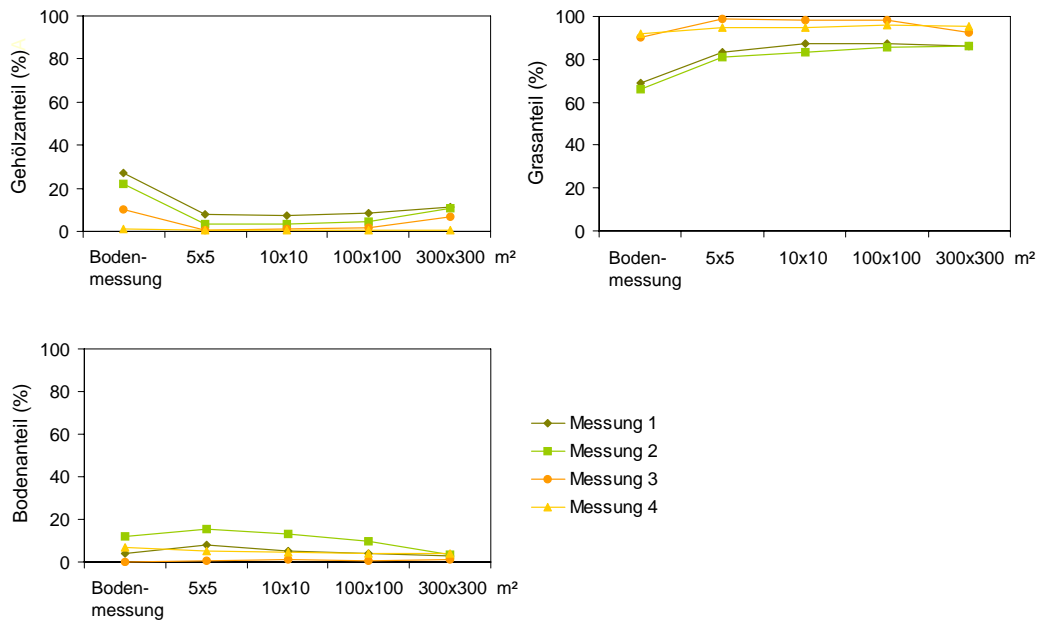 Gehölzanteil (%)
100
80
60
40
20
0
Boden-
messung
5x5
10x10
100x100
300x300
m²
Grasanteil (%)
100
80
60
40
20
0
Boden-
messung
5x5
10x10
100x100
300x300
m²
Bodenanteil (%)
100
80
60
40
20
0
Boden-
messung
5x5
10x10
100x100
300x300
m²
Messung 1
Messung 2
Messung 3
Messung 4